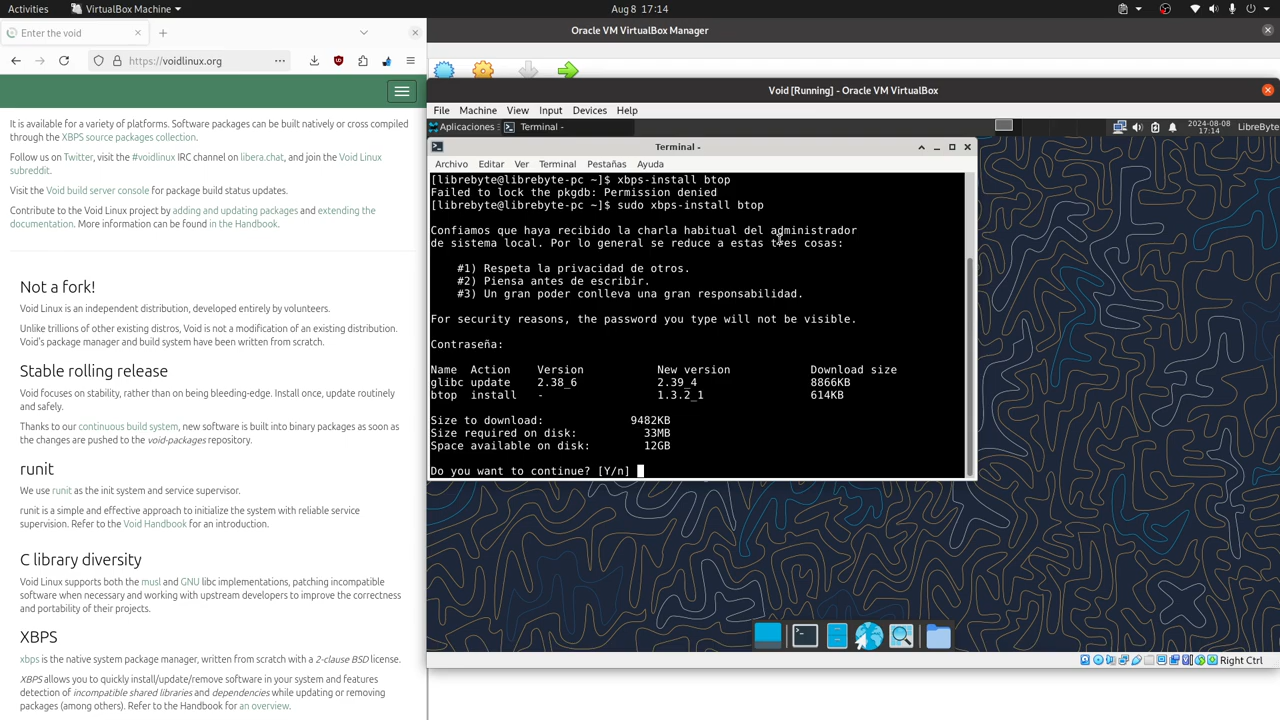 Activities
VirtualBox Machine
Aug 8 17:14
Enter the void
https://voidlinux.org
It is available for a variety of platforms. Software packages can be built natively or cross compiled
through the XBPS source packages collection.
Follow us on Twitter, visit the #voidlinux IRC channel on libera.chat, and join the Void Linux
subreddit.
Visit the Void build server console for package build status updates.
Contribute to the Void Linux project by adding and updating packages and extending the
documentation. More information can be found in the Handbook.
Not a fork!
Void Linux is an independent distribution, developed entirely by volunteers.
Unlike trillions of other existing distros, Void is not a modification of an existing distribution.
Void's package manager and build system have been written from scratch.
Stable rolling release
Void focuses on stability, rather than on being bleeding-edge. Install once, update routinely
and safely.
Thanks to our continuous build system, new software is built into binary packages as soon as
the changes are pushed to the void-packages repository.
runit
We use runit as the init system and service supervisor.
runit is a simple and effective approach to initialize the system with reliable service
supervision. Refer to the Void Handbook for an introduction.
C library diversity
Void Linux supports both the musl and GNU libc implementations, patching incompatible
software when necessary and working with upstream developers to improve the correctness
and portability of their projects.
XBPS
xbps is the native system package manager, written from scratch with a 2-clause BSD license.
XBPS allows you to quickly install/update/remove software in your system and features
detection of incompatible shared libraries and dependencies while updating or removing
packages (among others). Refer to the Handbook for an overview.
Oracle VM VirtualBox Manager
Void [Running] - Oracle VM VirtualBox
File Machine View Input Devices Help
Aplicaciones
Terminal -
2024-08-08
17:14
LibreByte
Terminal -
Archivo Editar Ver Terminal Pestañas Ayuda
[librebyte@librebyte-pc ~]$ xbps-install btop
Failed to lock the pkgdb: Permission denied
[librebyte@librebyte-pc ~]$ sudo xbps-install btop
Confiamos que haya recibido la charla habitual del administrador
de sistema local. Por lo general se reduce a estas tres cosas:
#1) Respeta la privacidad de otros.
#2) Piensa antes de escribir.
#3) Un gran poder conlleva una gran responsabilidad.
For security reasons, the password you type will not be visible.
Contraseña:
Name Action Version New version Download size
glibc update 2.38_6 2.39_4 8866KB
btop install - 1.3.2_1 614KB
Size to download: 9482KB
Size required on disk: 33MB
Space available on disk: 12GB
Do you want to continue? [Y/n]
Right Ctrl